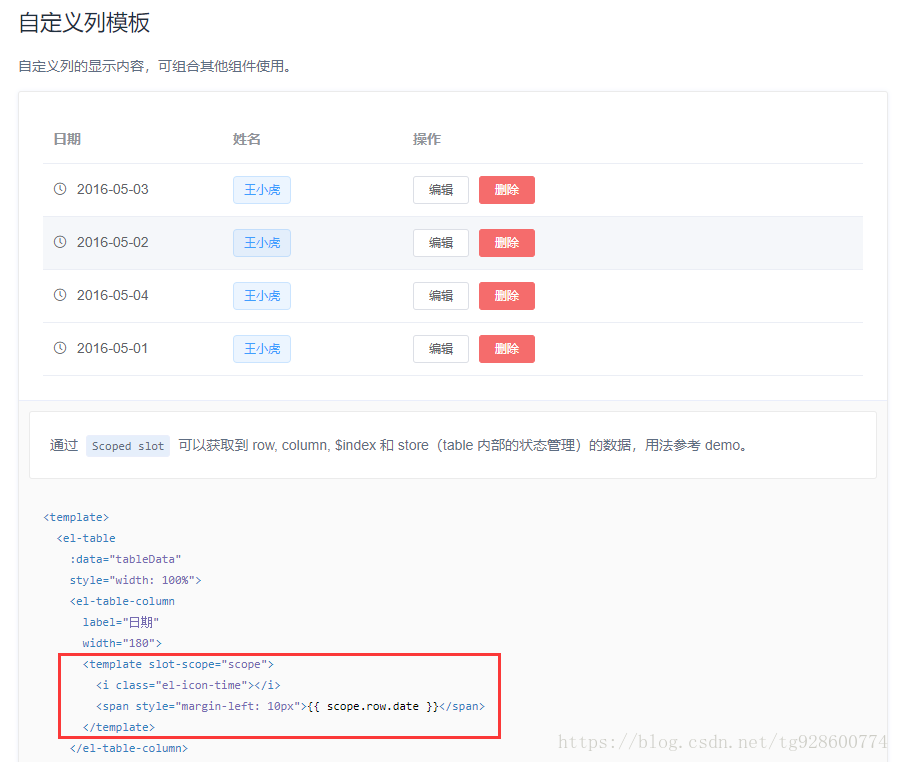 自定义列模板
自定义列的显示内容，可组合其他组件使用。
日期 姓名 操作
2016-05-03 王小虎 编辑 删除
2016-05-02 王小虎 编辑 删除
2016-05-04 王小虎 编辑 删除
2016-05-01 王小虎 编辑 删除
通过 Scoped slot 可以获取到 row, column, $index 和 store（table 内部的状态管理）的数据，用法参考 demo。
<template>
<el-table
:data="tableData"
style="width: 100%">
<el-table-column
label="日期"
width="180">
<template slot-scope="scope">
<i class="el-icon-time"></i>
<span style="margin-left: 10px">{{ scope.row.date }}</span>
</template>
</el-table-column>
https://blog.csdn.net/tg928600774